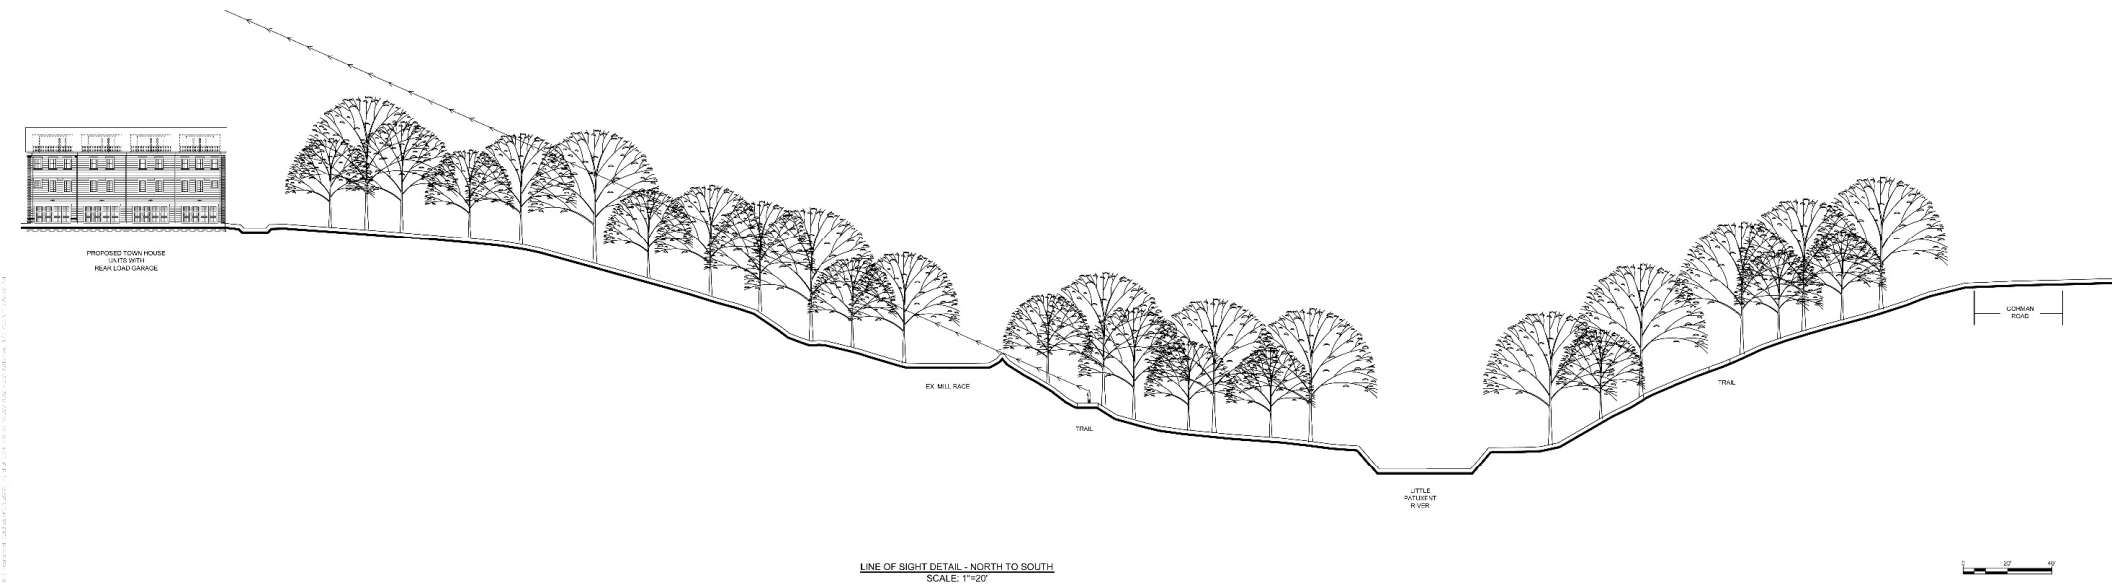 PROPOSED TOWN HOUSE
UNITS WITH
REAR LOAD GARAGE
EX. MILL RACE
TRAIL
LITTLE
PATUXENT
RIVER
TRAIL
GORMAN
ROAD
LINE OF SIGHT DETAIL - NORTH TO SOUTH
SCALE: 1"=20'
0 20' 40'